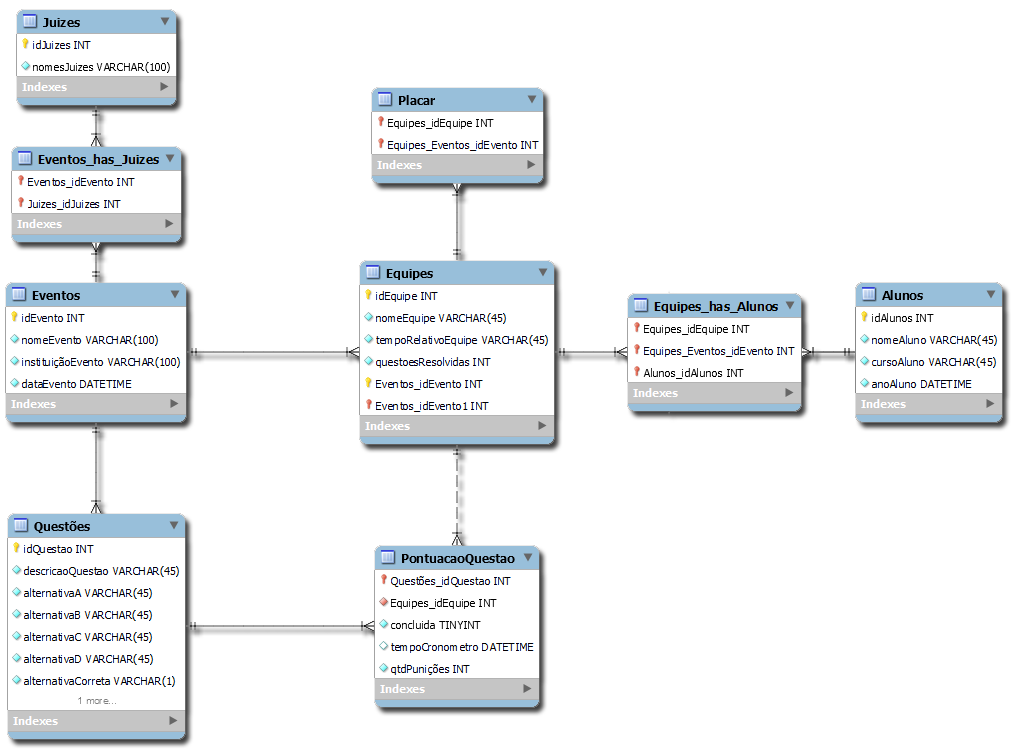 Juizes
idJuizes INT
nomesJuizes VARCHAR(100)
Indexes
Eventos_has_Juizes
Eventos_idEvento INT
Juizes_idJuizes INT
Indexes
Eventos
idEvento INT
nomeEvento VARCHAR(100)
instituiçãoEvento VARCHAR(100)
dataEvento DATETIME
Indexes
Questões
idQuestao INT
descricaoQuestao VARCHAR(45)
alternativaA VARCHAR(45)
alternativaB VARCHAR(45)
alternativaC VARCHAR(45)
alternativaD VARCHAR(45)
alternativaCorreta VARCHAR(1)
1 more...
Indexes
Placar
Equipes_idEquipe INT
Equipes_Eventos_idEvento INT
Indexes
Equipes
idEquipe INT
nomeEquipe VARCHAR(45)
tempoRelativoEquipe VARCHAR(45)
questoesResolvidas INT
Eventos_idEvento INT
Eventos_idEvento1 INT
Indexes
PontuacaoQuestao
Questões_idQuestao INT
Equipes_idEquipe INT
concluida TINYINT
tempoCronometro DATETIME
qtdPunições INT
Indexes
Equipes_has_Alunos
Equipes_idEquipe INT
Equipes_Eventos_idEvento INT
Alunos_idAlunos INT
Indexes
Alunos
idAlunos INT
nomeAluno VARCHAR(45)
cursoAluno VARCHAR(45)
anoAluno DATETIME
Indexes